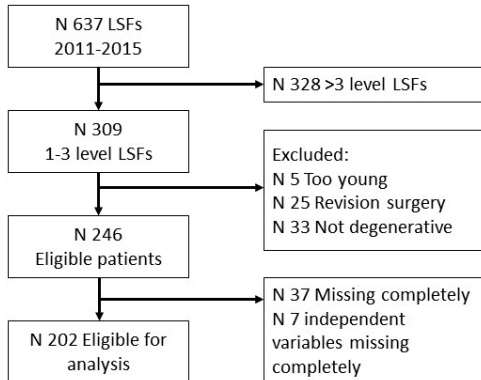 N 637 LSFs
2011-2015
N 328 >3 level LSFs
N 309
1-3 level LSFs
Excluded:
N 5 Too young
N 25 Revision surgery
N 33 Not degenerative
N 246
Eligible patients
N 37 Missing completely
N 7 independent
variables missing
completely
N 202 Eligible for
analysis